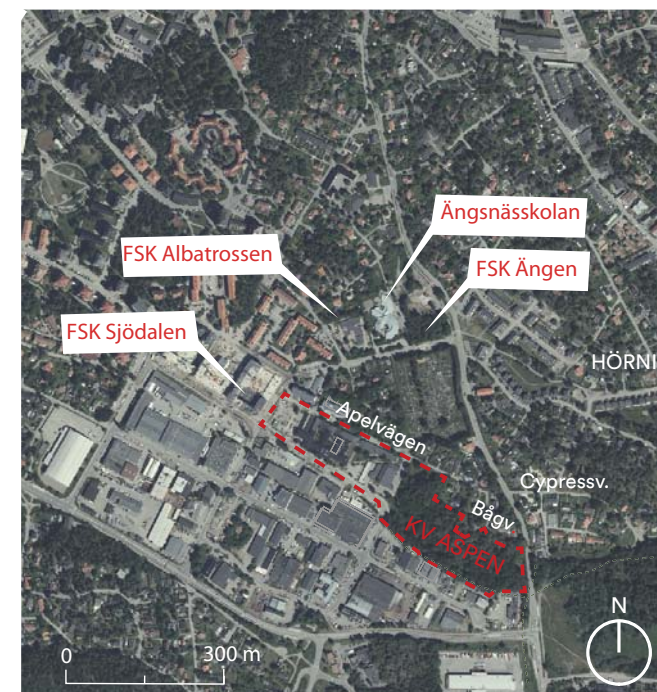 Ängsnässkolan
FSK Albatrossen
FSK Ängen
FSK Sjödalen
HÖRNI
Apelvägen
Cypressv.
Bågv
KV ASPEN
N
0
300 m